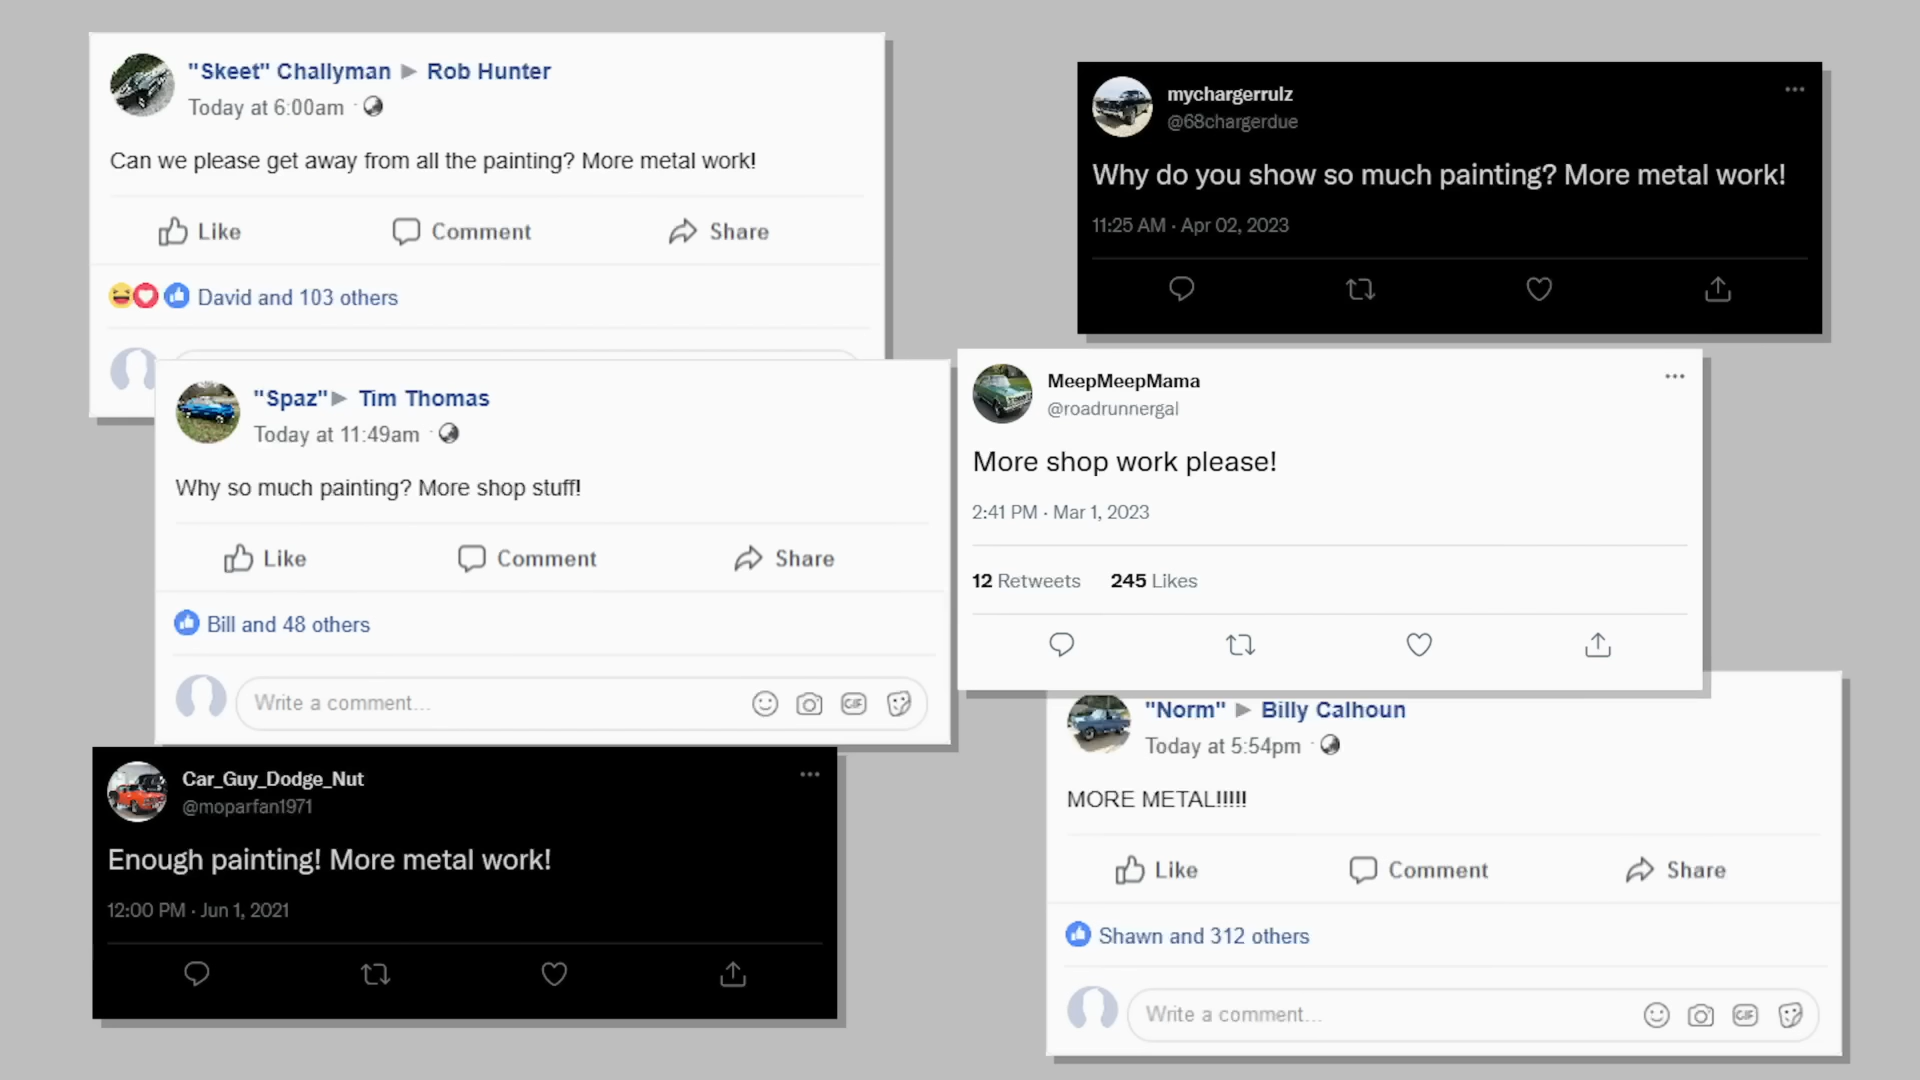 "Skeet" Challyman ▶ Rob Hunter
Today at 6:00am ·
Can we please get away from all the painting? More metal work!
Like Comment Share
David and 103 others
"Spaz" ▶ Tim Thomas
Today at 11:49am ·
Why so much painting? More shop stuff!
Like Comment Share
Bill and 48 others
Write a comment...
GIF
Car_Guy_Dodge_Nut
@moparfan1971
Enough painting! More metal work!
12:00 PM · Jun 1, 2021
mychargerrulz
@68chargerdue
Why do you show so much painting? More metal work!
11:25 AM · Apr 02, 2023
MeepMeepMama
@roadrunnergal
More shop work please!
2:41 PM · Mar 1, 2023
12 Retweets 245 Likes
"Norm" ▶ Billy Calhoun
Today at 5:54pm ·
MORE METAL!!!!!
Like Comment Share
Shawn and 312 others
Write a comment...
GIF